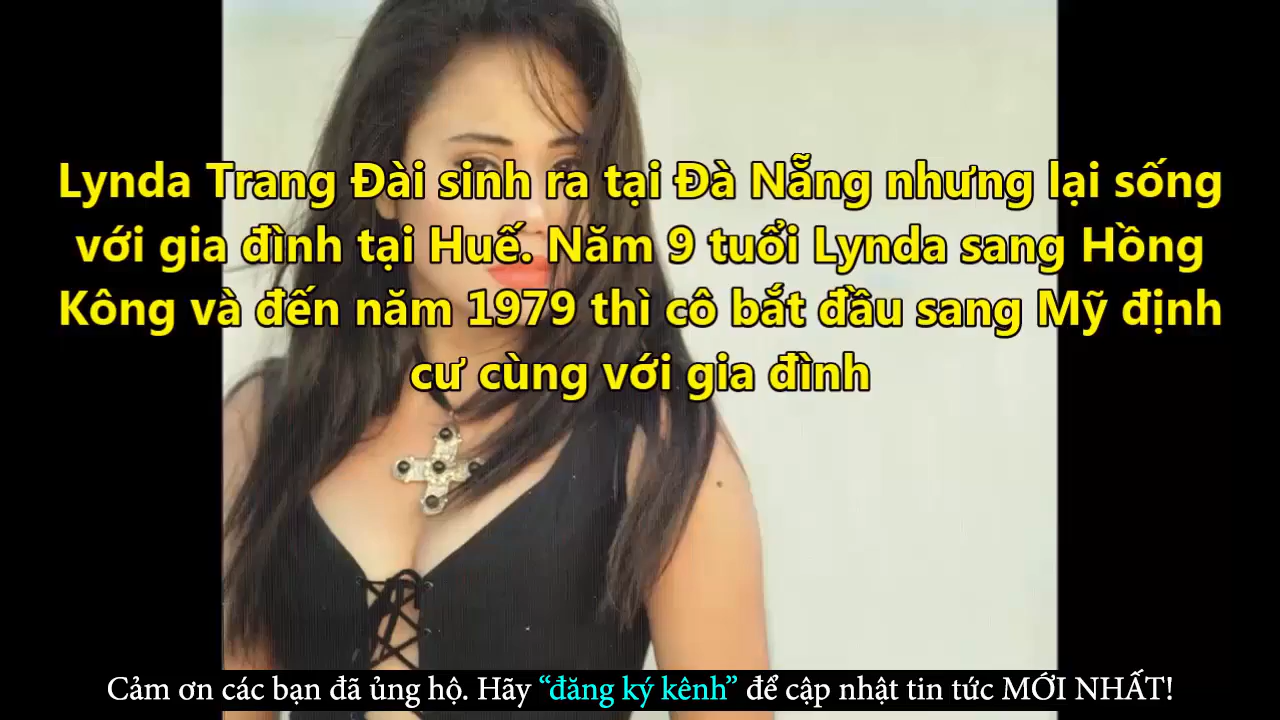 Lynda Trang Đài sinh ra tại Đà Nẵng nhưng lại sống
với gia đình tại Huế. Năm 9 tuổi Lynda sang Hồng
Kông và đến năm 1979 thì cô bắt đầu sang Mỹ định
cư cùng với gia đình
Cảm ơn các bạn đã ủng hộ. Hãy “đăng ký kênh” để cập nhật tin tức MỚI NHẤT!